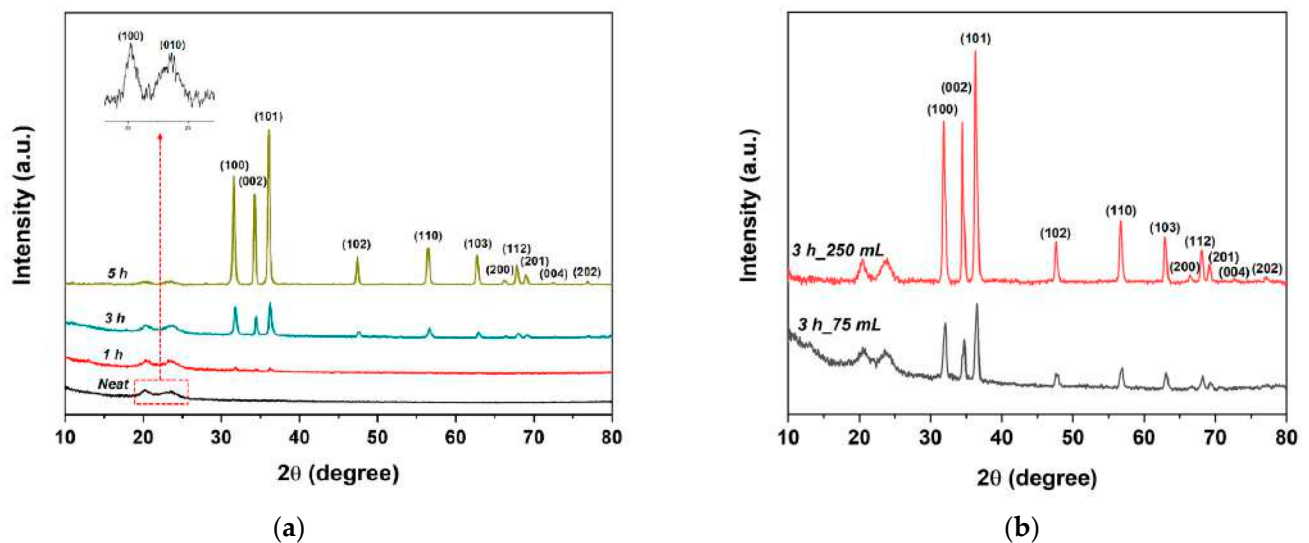 (100)
(010)
20
25
(101)
(100)
(002)
(102)
(110)
(103)
(112)
(200)
(201)
(004)
(202)
5 h
3 h
1 h
Neat
Intensity (a.u.)
10 20 30 40 50 60 70 80
2θ (degree)
(a)
(101)
(002)
(100)
(102)
(110)
(103)
(112)
(200)
(201)
(004)
(202)
3 h_250 mL
3 h_75 mL
Intensity (a.u.)
10 20 30 40 50 60 70 80
2θ (degree)
(b)